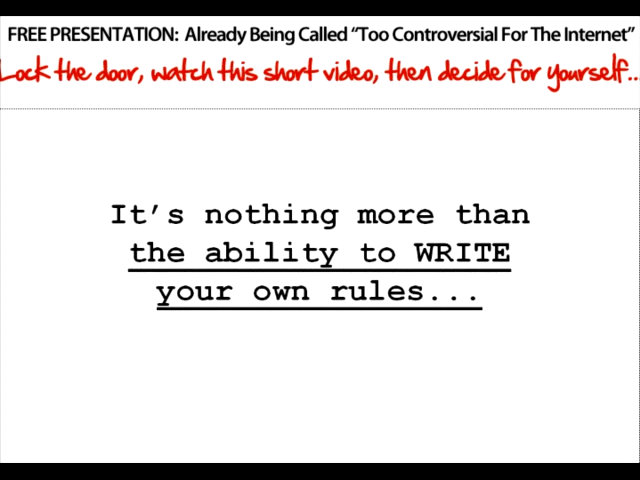 FREE PRESENTATION: Already Being Called “Too Controversial For The Internet”
Lock the door, watch this short video, then decide for yourself...
It’s nothing more than
the ability to WRITE
your own rules...